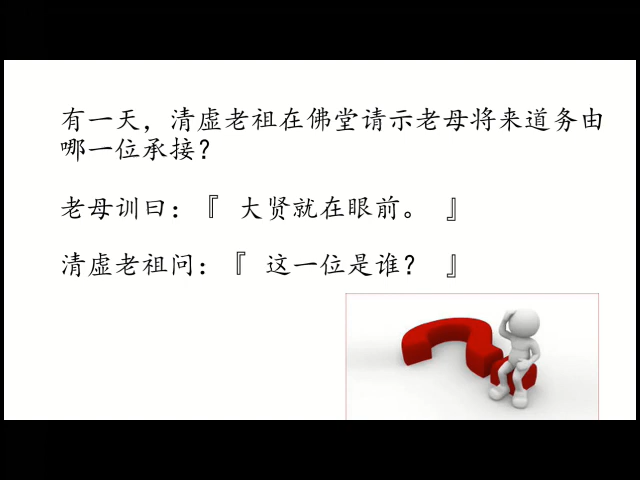 有一天，清虚老祖在佛堂请示老母将来道务由
哪一位承接？
老母训曰：『 大贤就在眼前。 』
清虚老祖问：『 这一位是谁？ 』